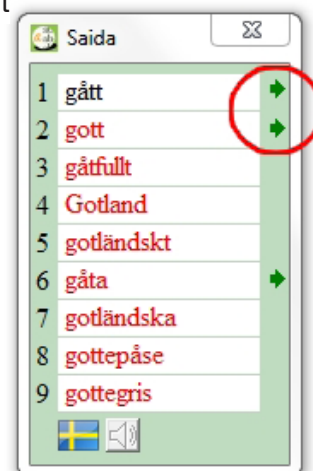 Saida
1 gått
2 gott
3 gåtfullt
4 Gotland
5 gotländskt
6 gåta
7 gotländska
8 gottepåse
9 gottegris